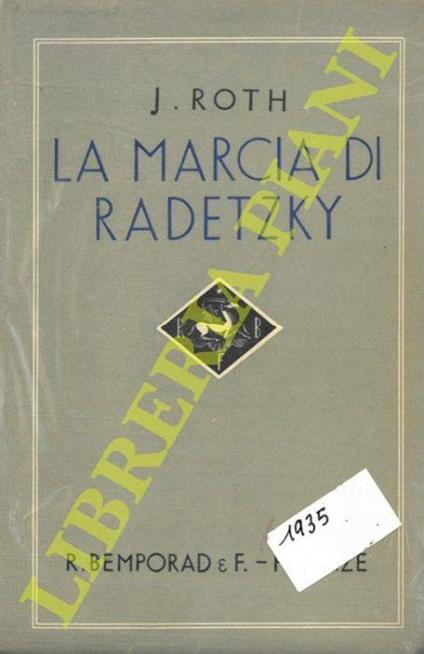 J. ROTH
LA MARCIA DI
RADETZKY
R B
F
1935
R. BEMPORAD & F. –
LIBRERIA PIANI